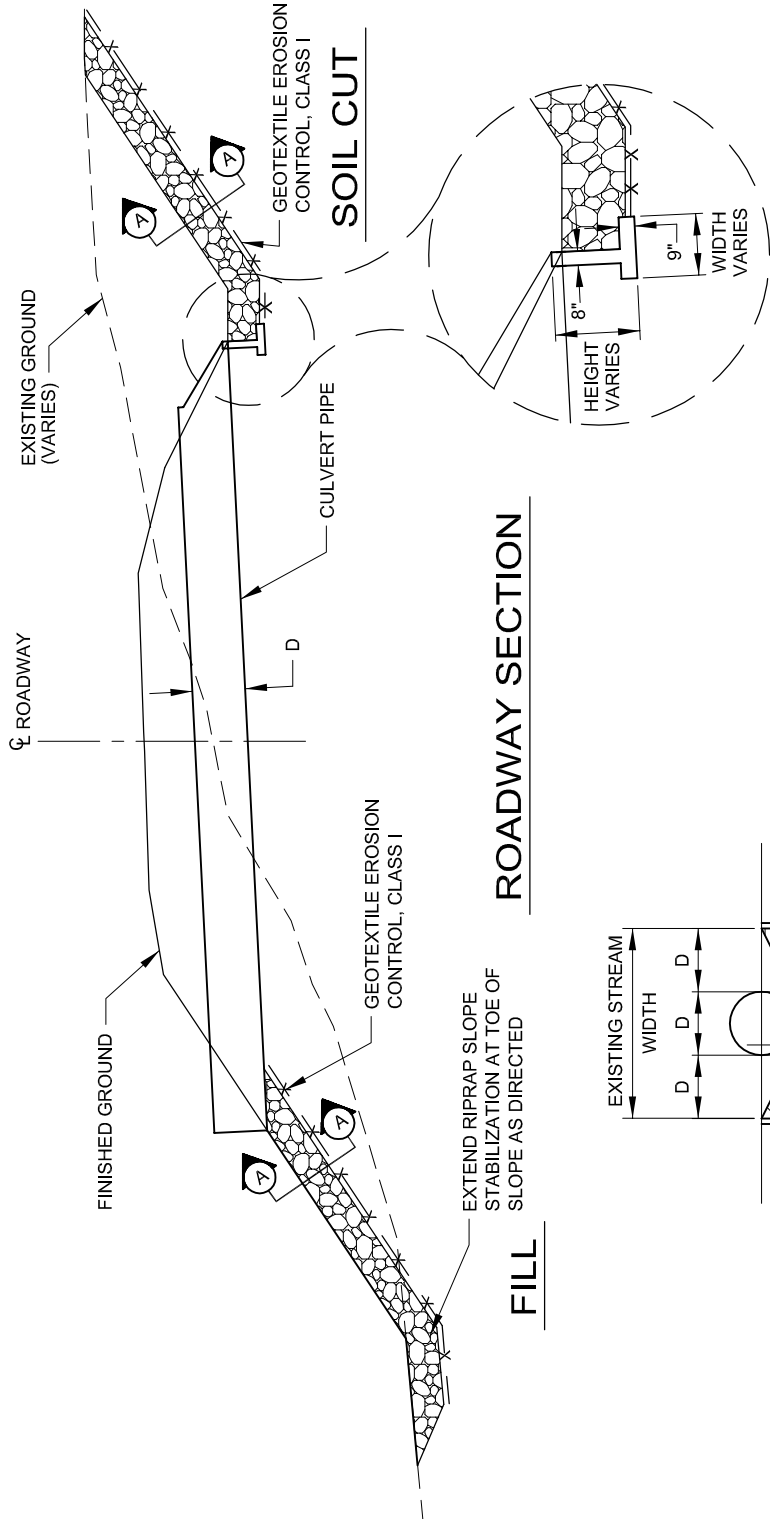 ℄ ROADWAY
EXISTING GROUND
(VARIES)
FINISHED GROUND
GEOTEXTILE EROSION
CONTROL, CLASS I
SOIL CUT
A
A
CULVERT PIPE
D
A
A
GEOTEXTILE EROSION
CONTROL, CLASS I
EXTEND RIPRAP SLOPE
STABILIZATION AT TOE OF
SLOPE AS DIRECTED
FILL
ROADWAY SECTION
8"
HEIGHT
VARIES
9"
WIDTH
VARIES
EXISTING STREAM
WIDTH
D
D
D